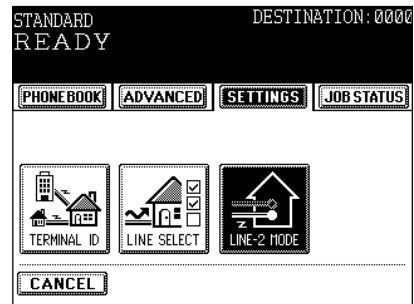 STANDARD
DESTINATION:0000
READY
PHONE BOOK
ADVANCED
SETTINGS
JOB STATUS
TERMINAL ID
LINE SELECT
LINE-2 MODE
CANCEL